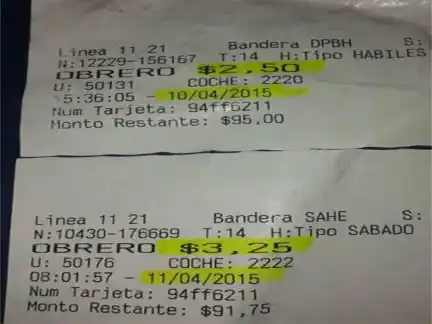 Linea 11 21 Bandera DPBH S:
N:12229-156167 T:14 H:Tipo HABILES
OBRERO $2,50
U: 50131 COCHE: 2220
5:36:05 - 10/04/2015
Num Tarjeta: 94ff6211
Monto Restante: $95,00
Linea 11 21 Bandera SAHE S:
N:10430-176669 T:14 H:Tipo SABADO
OBRERO $3,25
U: 50176 COCHE: 2222
08:01:57 - 11/04/2015
Num Tarjeta: 94ff6211
Monto Restante: $91,75